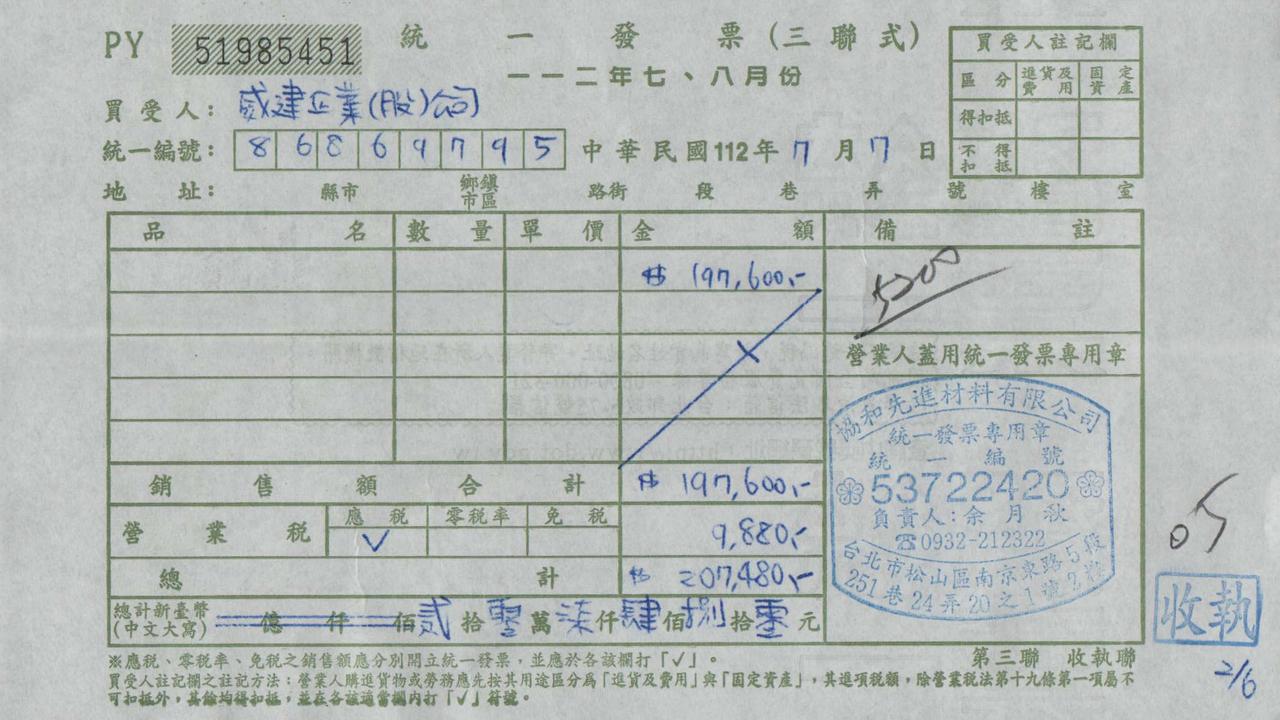 PY 51985451 統一發票(三聯式)
一一二年七、八月份
買受人註記欄
區分 進貨及費用 固定資產
得扣抵
不得扣抵
買受人：威建企業(股)公司
統一編號：86869795 中華民國112年7月7日
地址： 縣市 鄉鎮市區 路街 段 巷 弄 號 樓 室
品名 數量 單價 金額 備註
$197,600,-
5200
營業人蓋用統一發票專用章
協和先進材料有限公司
統一發票專用章
統一編號
53722420
負責人：余月秋
☎0932-212322
台北市松山區南京東路5段
251巷24弄20之1號2樓
銷售額合計 $197,600,-
營業稅 應稅 零稅率 免稅
✓ 9,880,-
總計 $207,480,-
總計新臺幣(中文大寫) 億 仟 佰貳拾零萬柒仟肆佰捌拾零元
05
收執
2/6
第三聯 收執聯
※應稅、零稅率、免稅之銷售額應分別開立統一發票，並應於各該欄打「✓」。
買受人註記欄之註記方法：營業人購進貨物或勞務應先按其用途區分為「進貨及費用」與「固定資產」，其進項稅額，除營業稅法第十九條第一項屬不
可扣抵外，其餘均得扣抵，並在各該適當欄內打「✓」符號。